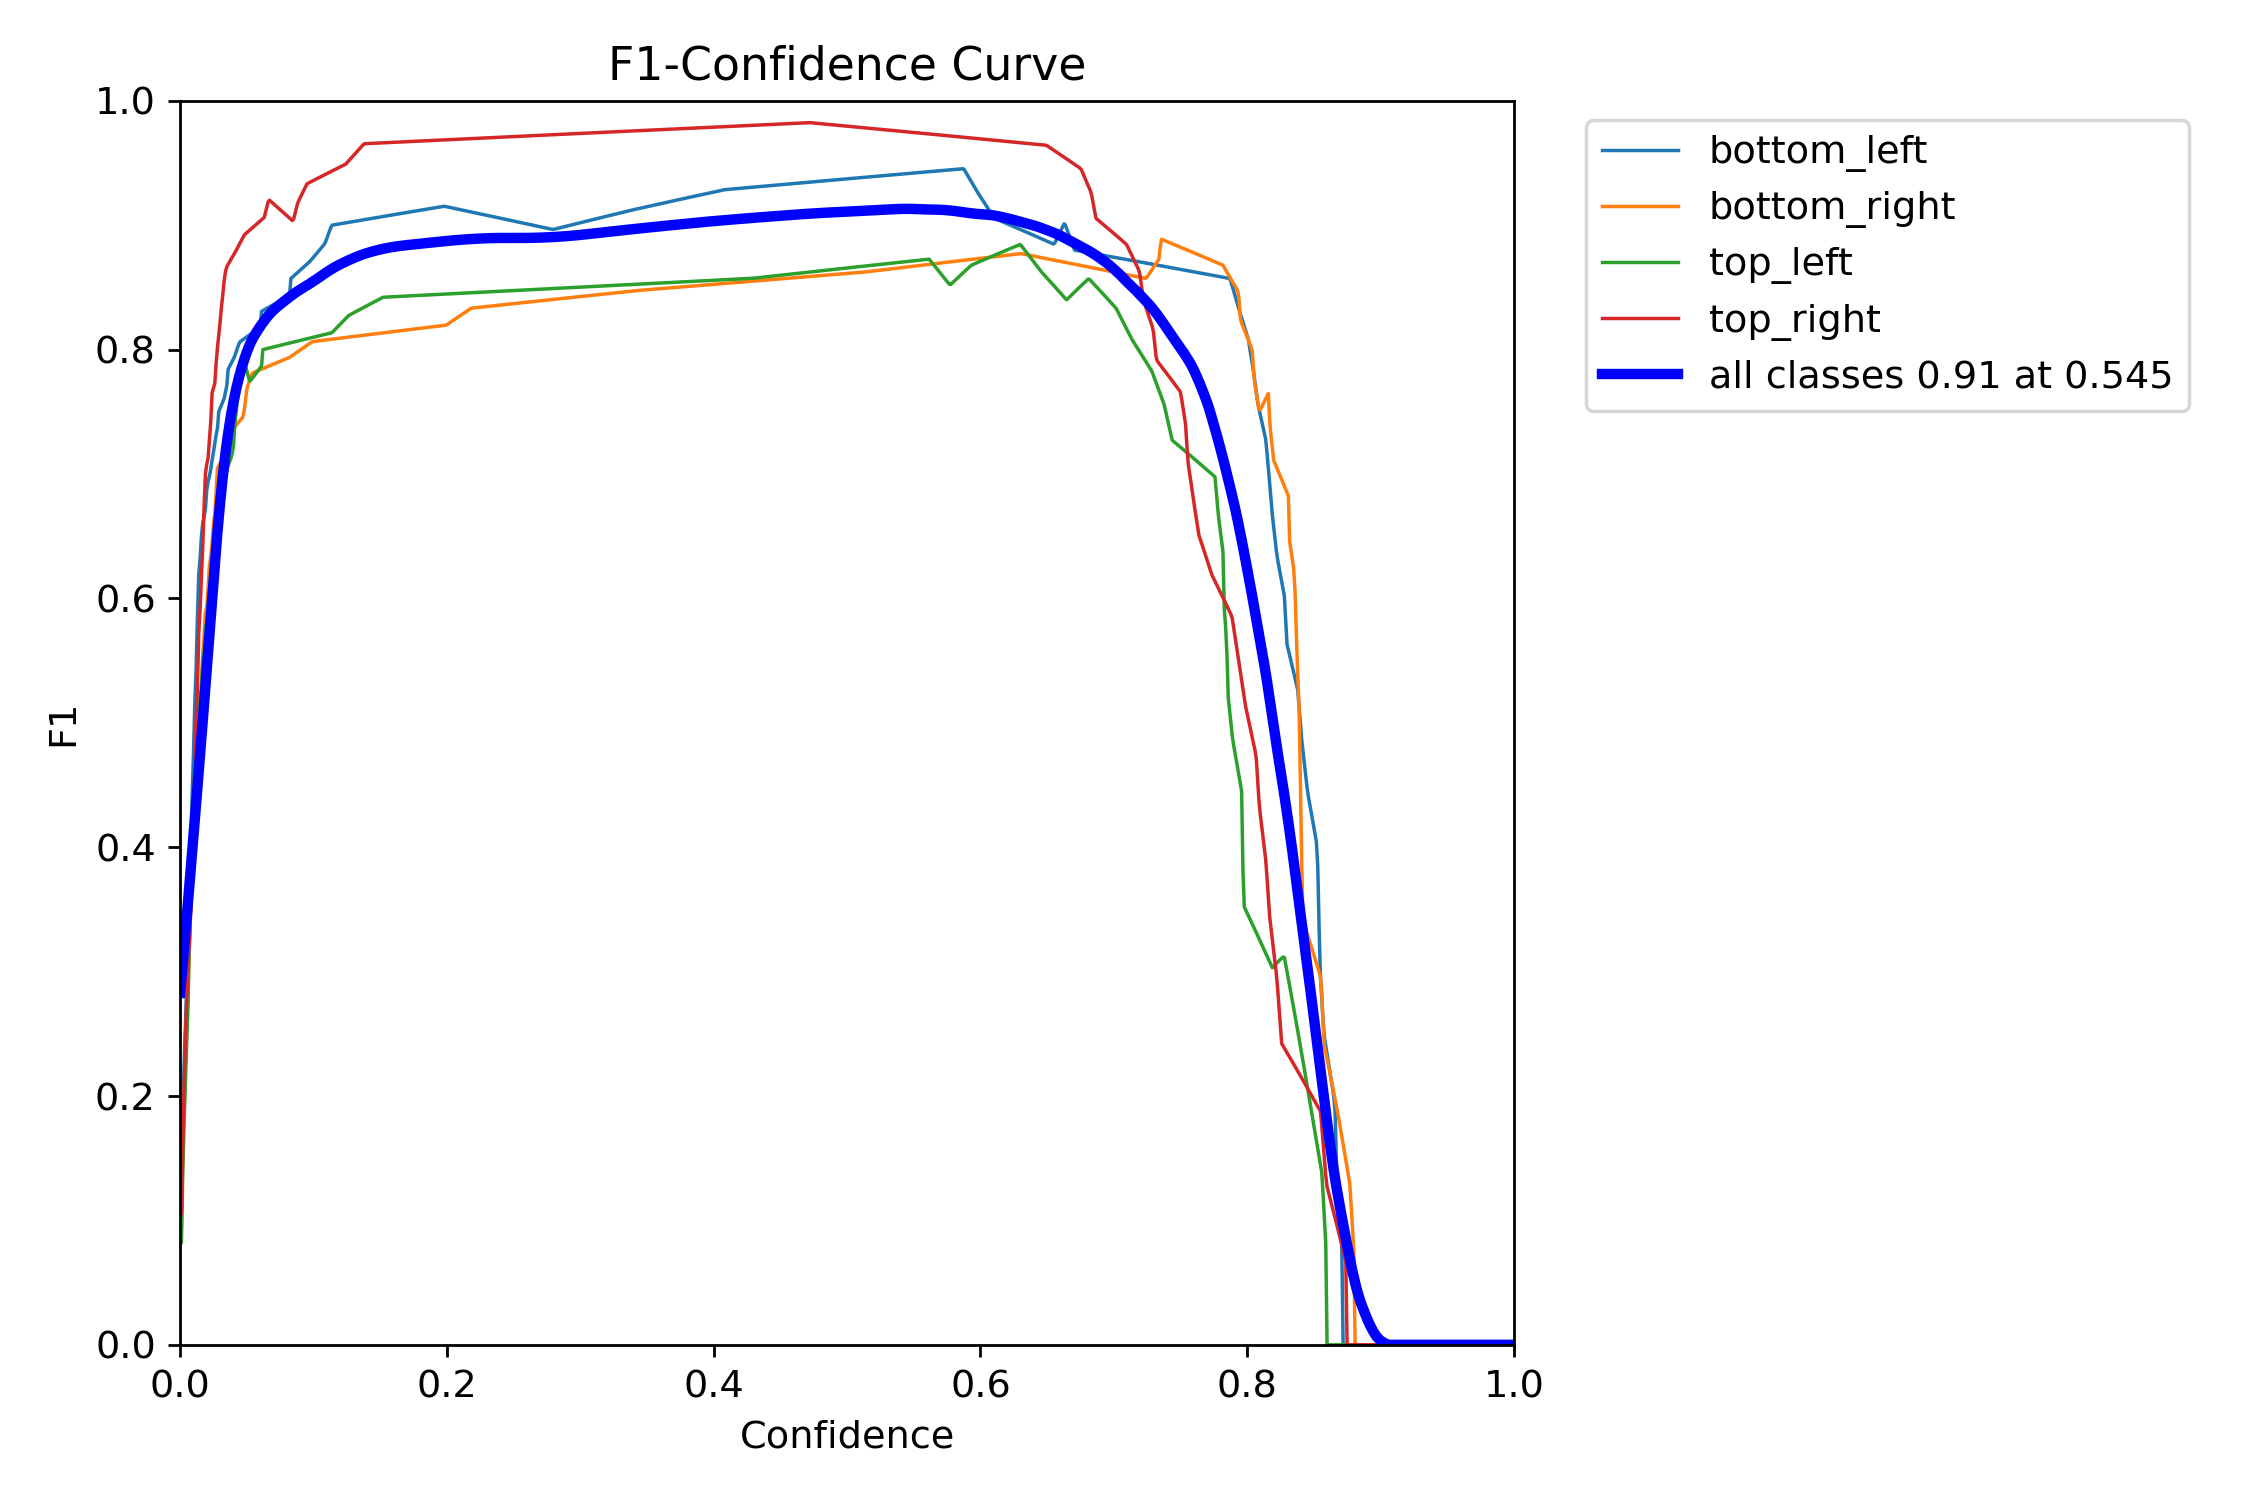 F1-Confidence Curve
1.0
0.8
0.6
0.4
0.2
0.0
F1
0.0 0.2 0.4 0.6 0.8 1.0
Confidence
bottom_left
bottom_right
top_left
top_right
all classes 0.91 at 0.545